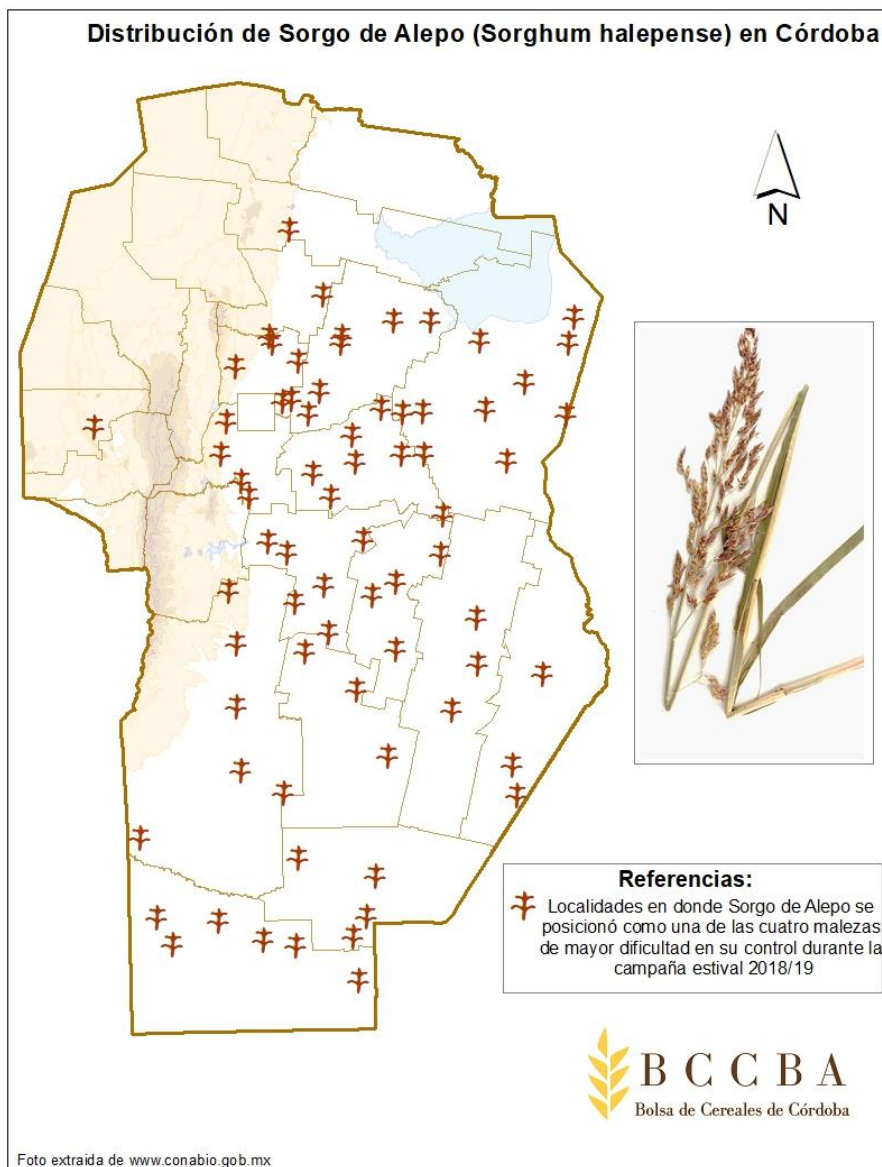 Distribución de Sorgo de Alepo (Sorghum halepense) en Córdoba
N
Referencias:
Localidades en donde Sorgo de Alepo se
posicionó como una de las cuatro malezas
de mayor dificultad en su control durante la
campaña estival 2018/19
BCCBA
Bolsa de Cereales de Córdoba
Foto extraida de www.conabio.gob.mx